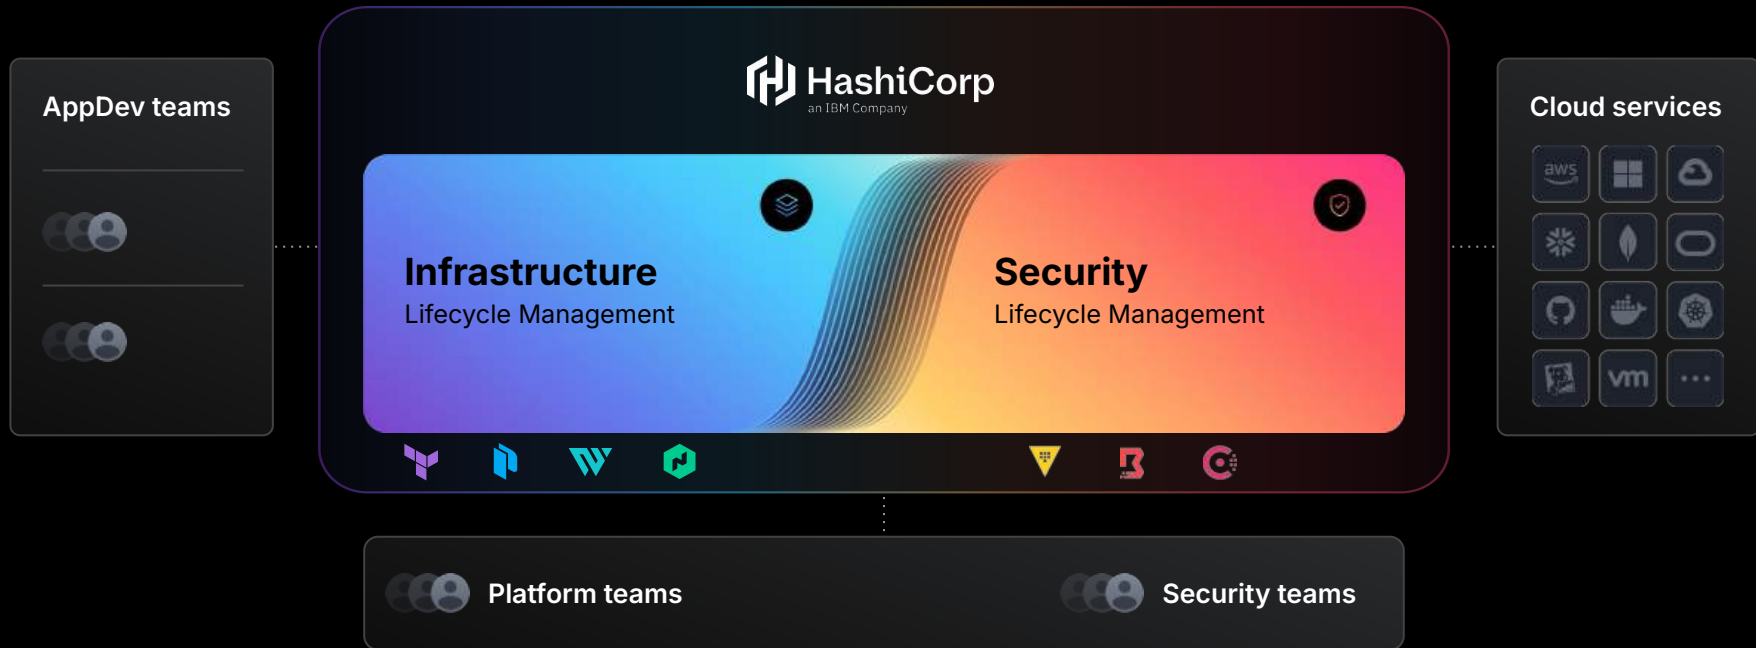 AppDev teams
HashiCorp
an IBM Company
Infrastructure
Lifecycle Management
Security
Lifecycle Management
Cloud services
aws
vm
Platform teams
Security teams